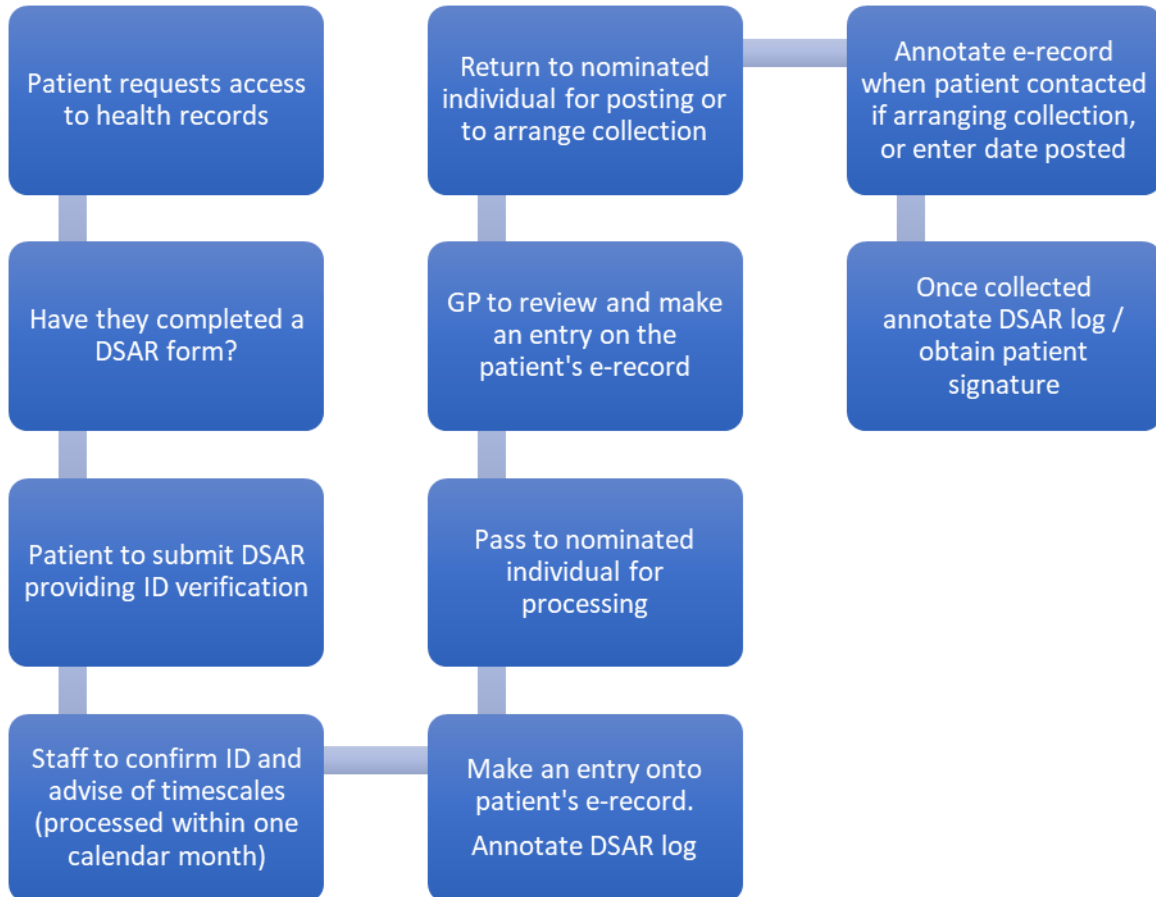 Patient requests access
to health records
Have they completed a
DSAR form?
Patient to submit DSAR
providing ID verification
Staff to confirm ID and
advise of timescales
(processed within one
calendar month)
Make an entry onto
patient's e-record.
Annotate DSAR log
Pass to nominated
individual for
processing
GP to review and make
an entry on the
patient's e-record
Return to nominated
individual for posting or
to arrange collection
Annotate e-record
when patient contacted
if arranging collection,
or enter date posted
Once collected
annotate DSAR log /
obtain patient
signature